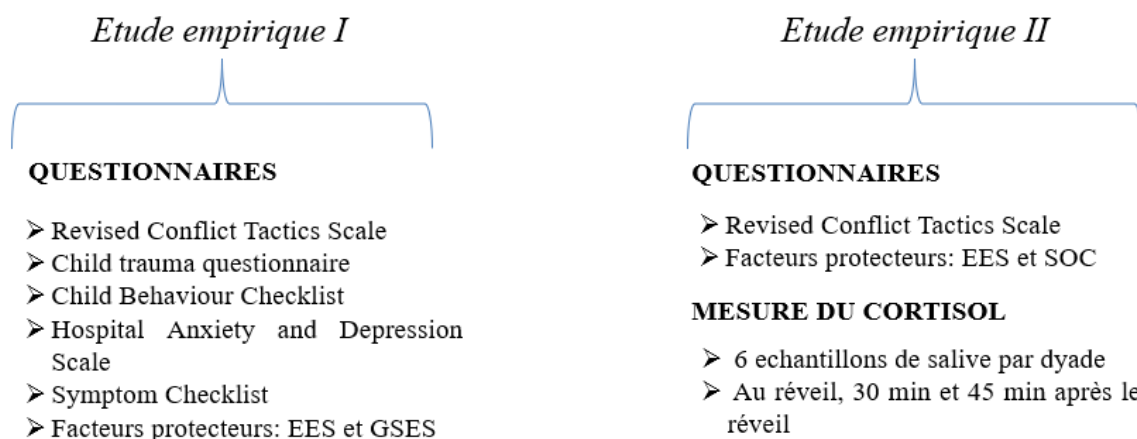 Etude empirique I
QUESTIONNAIRES
➢ Revised Conflict Tactics Scale
➢ Child trauma questionnaire
➢ Child Behaviour Checklist
➢ Hospital Anxiety and Depression
Scale
➢ Symptom Checklist
➢ Facteurs protecteurs: EES et GSES
Etude empirique II
QUESTIONNAIRES
➢ Revised Conflict Tactics Scale
➢ Facteurs protecteurs: EES et SOC
MESURE DU CORTISOL
➢ 6 echantillons de salive par dyade
➢ Au réveil, 30 min et 45 min après le
réveil